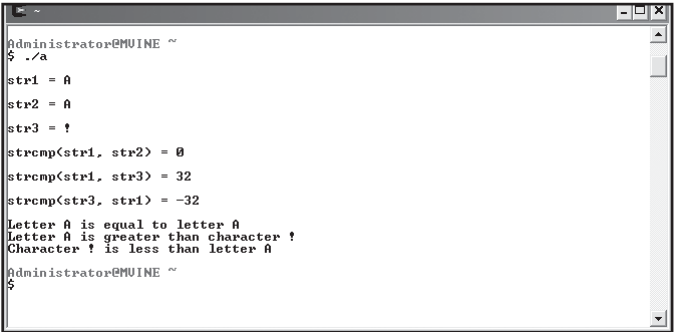 ~
Administrator@MVINE ~
$ ./a
str1 = A
str2 = A
str3 = !
strcmp(str1, str2) = 0
strcmp(str1, str3) = 32
strcmp(str3, str1) = -32
Letter A is equal to letter A
Letter A is greater than character !
Character ! is less than letter A
Administrator@MVINE ~
$